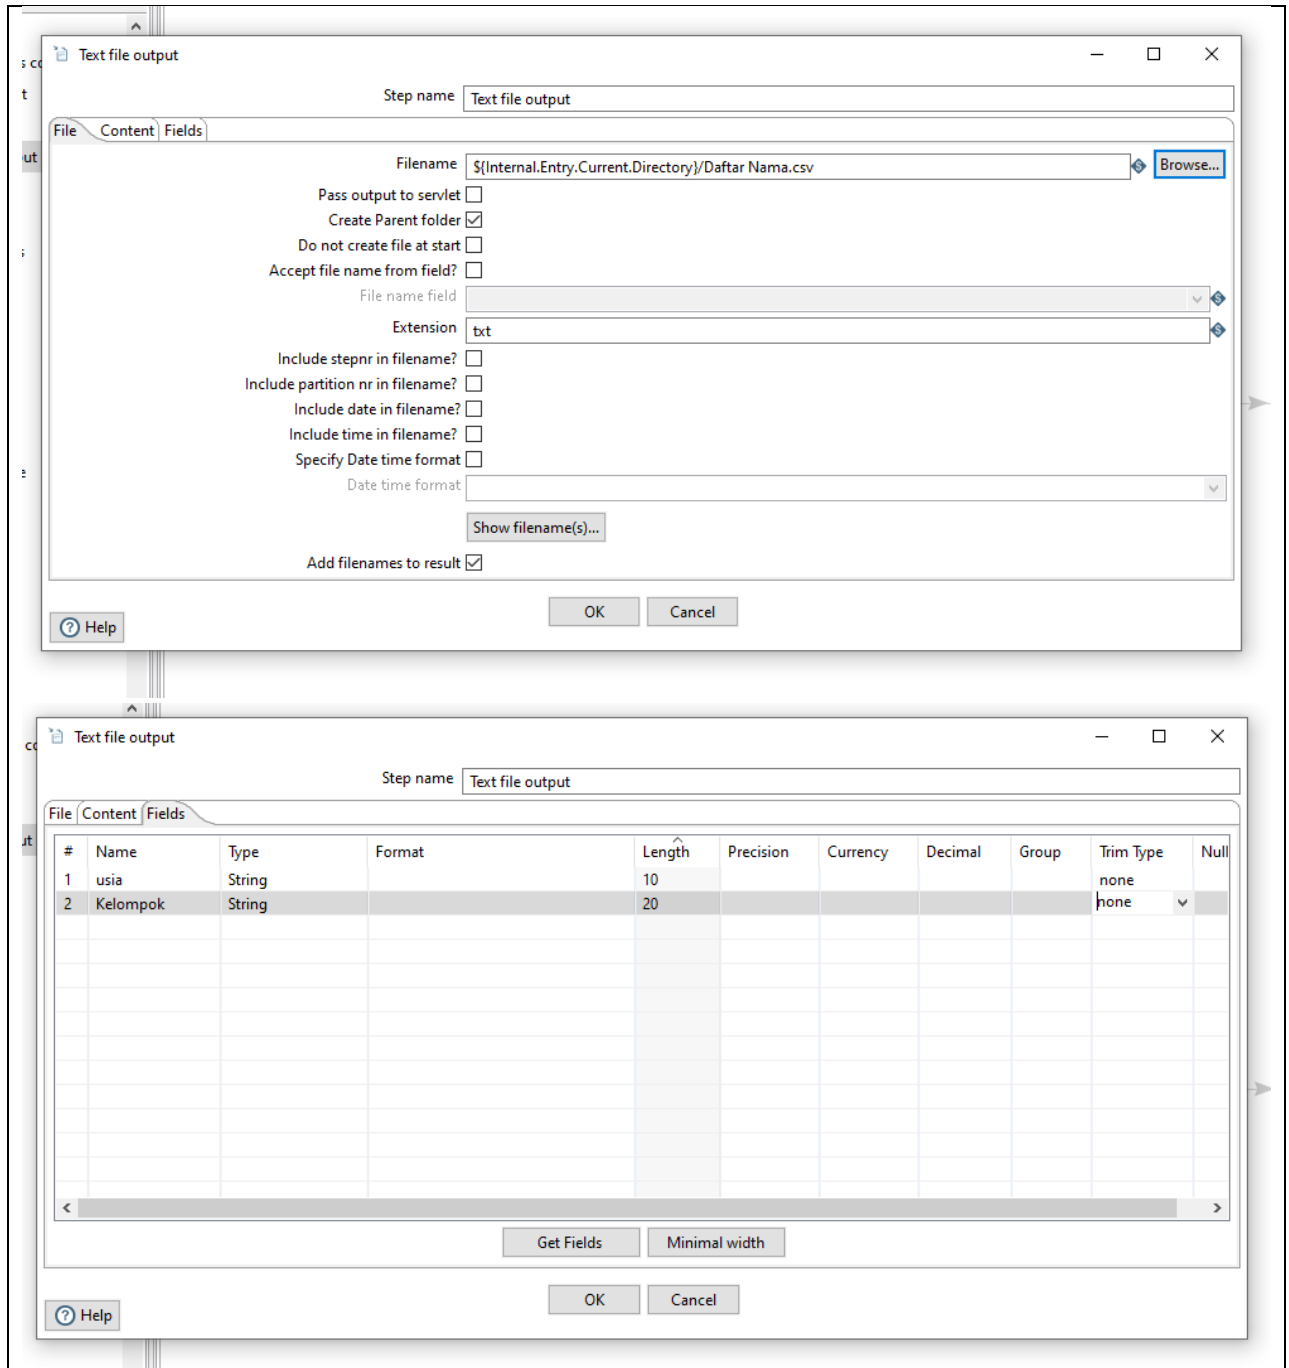 Text file output
s co
Step name Text file output
t
File Content Fields
ut
Filename ${Internal.Entry.Current.Directory}/Daftar Nama.csv Browse...
Pass output to servlet
Create Parent folder
Do not create file at start
s
Accept file name from field?
File name field
Extension txt
Include stepnr in filename?
Include partition nr in filename?
Include date in filename?
Include time in filename?
Specify Date time format
e
Date time format
Show filename(s)...
Add filenames to result
OK Cancel
Help
Text file output
co
Step name Text file output
File Content Fields
ut
# Name Type Format Length Precision Currency Decimal Group Trim Type Null
1 usia String 10 none
2 Kelompok String 20 none
Get Fields Minimal width
OK Cancel
Help